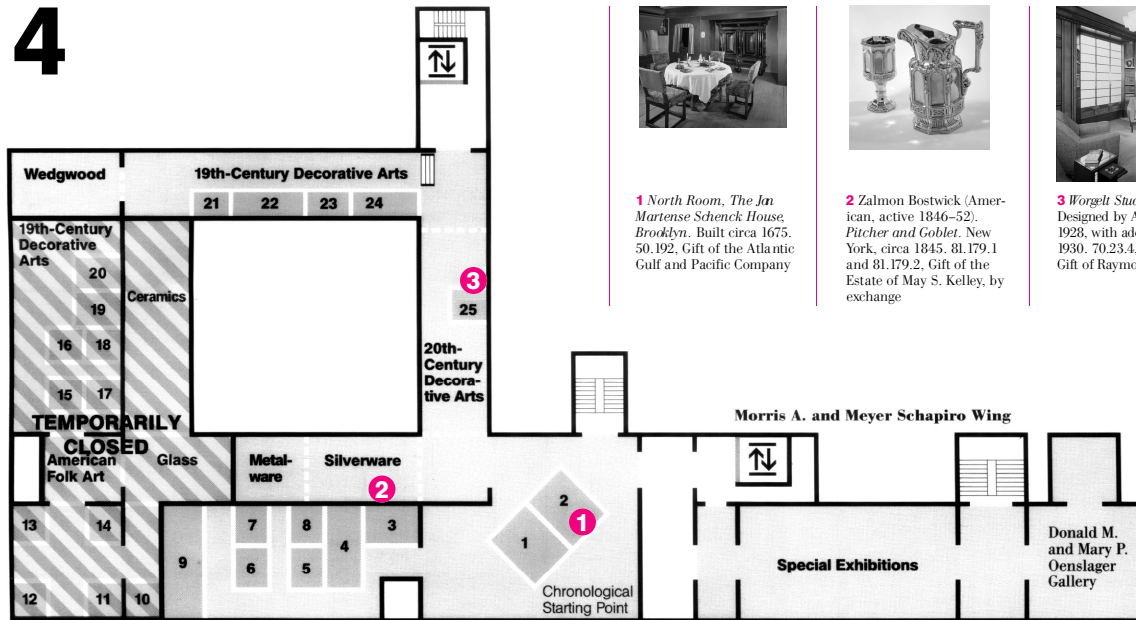 4
1 North Room, The Jan
Martense Schenck House,
Brooklyn. Built circa 1675.
50.192, Gift of the Atlantic
Gulf and Pacific Company
2 Zalmon Bostwick (Amer-
ican, active 1846–52).
Pitcher and Goblet. New
York, circa 1845. 81.179.1
and 81.179.2, Gift of the
Estate of May S. Kelley, by
exchange
3 Worgelt
Designed by
1928, with
1930. 70.23.4,
Gift of
Wedgwood
19th-Century Decorative Arts
21 22 23 24
19th-Century
Decorative
Arts
20
Ceramics
19
3
25
16 18
20th-
Century
Decora-
tive Arts
15 17
TEMPORARILY
CLOSED
Morris A. and Meyer Schapiro Wing
American
Folk Art
Glass
Metal-
ware
Silverware
2
2
1
13 14
7 8 3
1
4
9
6 5
12 11 10
Chronological
Starting Point
Special Exhibitions
Donald M.
and Mary P.
Oenslager
Gallery